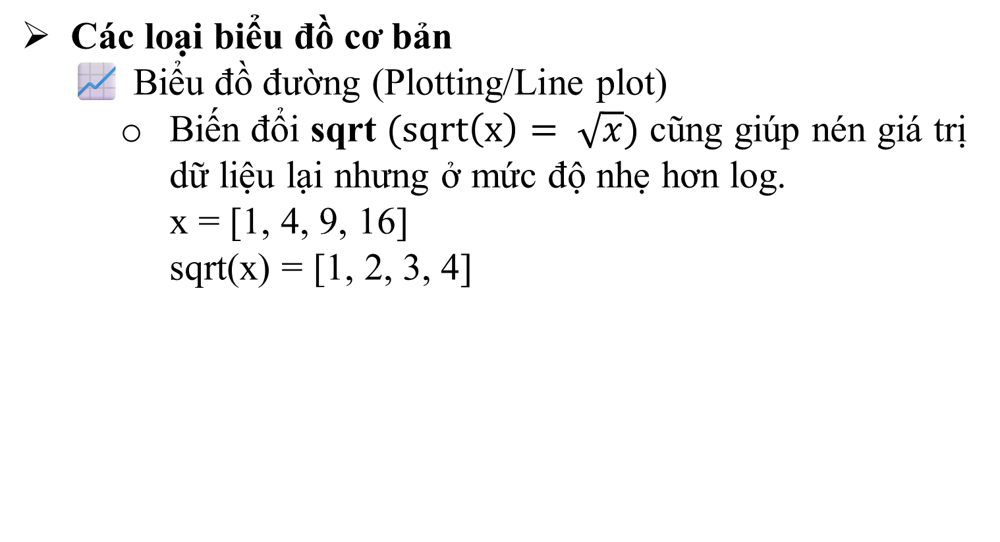 ➢ Các loại biểu đồ cơ bản
📈 Biểu đồ đường (Plotting/Line plot)
o Biến đổi sqrt (sqrt(x) = √x) cũng giúp nén giá trị
dữ liệu lại nhưng ở mức độ nhẹ hơn log.
x = [1, 4, 9, 16]
sqrt(x) = [1, 2, 3, 4]